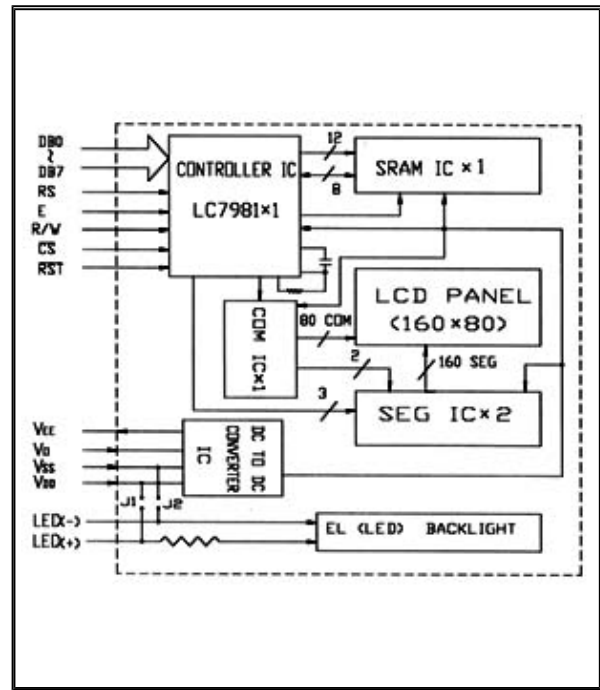 DB0
~
DB7
RS
E
R/W
CS
RST
CONTROLLER IC
LC7981×1
12
8
SRAM IC ×1
COM IC×1
80 COM
LCD PANEL
(160×80)
2
160 SEG
3
SEG IC×2
VEE
VO
VSS
VDD
DC TO DC
CONVERTER
IC
J1
J2
LED(-)
LED(+)
EL (LED) BACKLIGHT